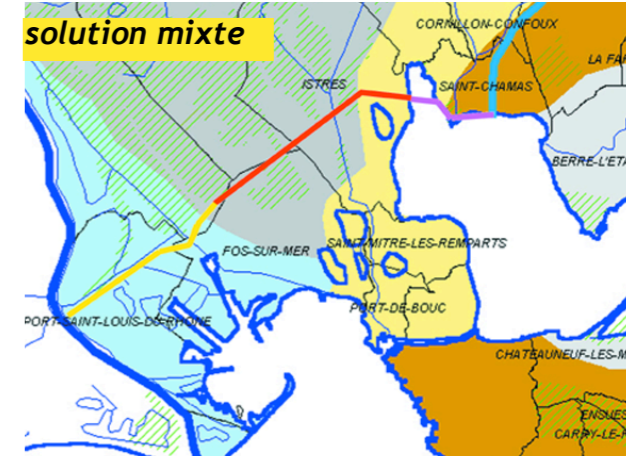 solution mixte
CORNILLON-CONFOUX
LA FAR
ISTRES
SAINT-CHAMAS
BERRE-L'ETA
FOS-SUR-MER
SAINT-MITRE-LES-REMPARTS
PORT-DE-BOUC
PORT-SAINT-LOUIS-DU-RHONE
CHATEAUNEUF-LES-M
ENSUES
CARRY-LE-R